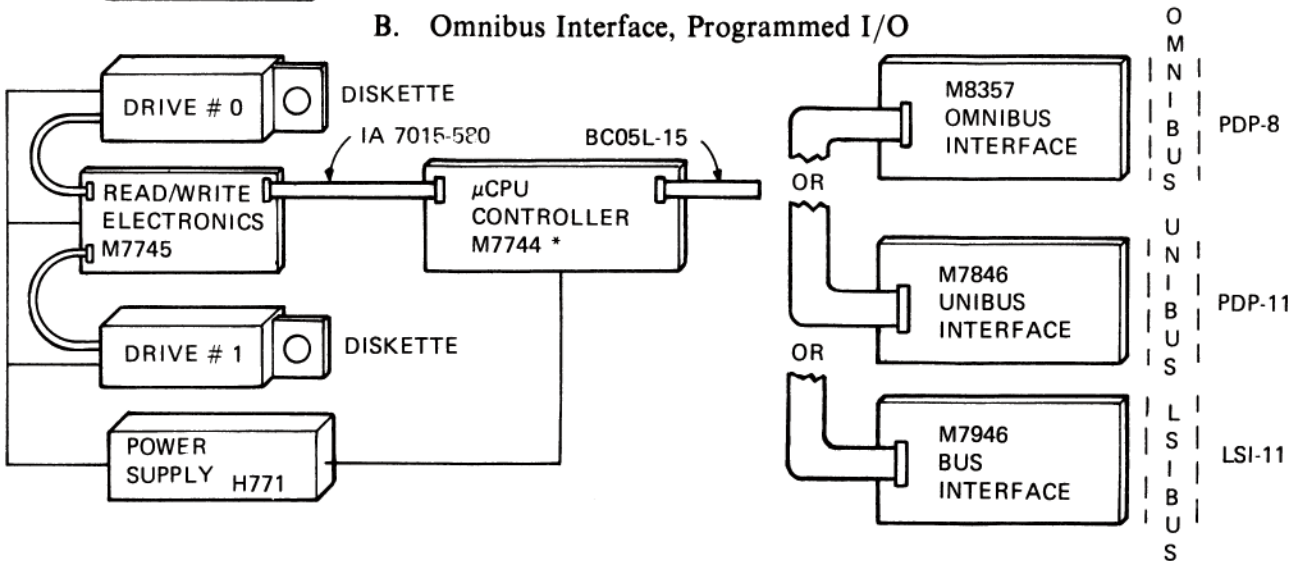 B. Omnibus Interface, Programmed I/O
DRIVE # 0
DISKETTE
IA 7015-580
BC05L-15
READ/WRITE
ELECTRONICS
M7745
µCPU
CONTROLLER
M7744 *
DRIVE # 1
DISKETTE
POWER
SUPPLY H771
OR
OR
M8357
OMNIBUS
INTERFACE
OMNIBUS
PDP-8
M7846
UNIBUS
INTERFACE
UNIBUS
PDP-11
M7946
BUS
INTERFACE
LSIBUS
LSI-11